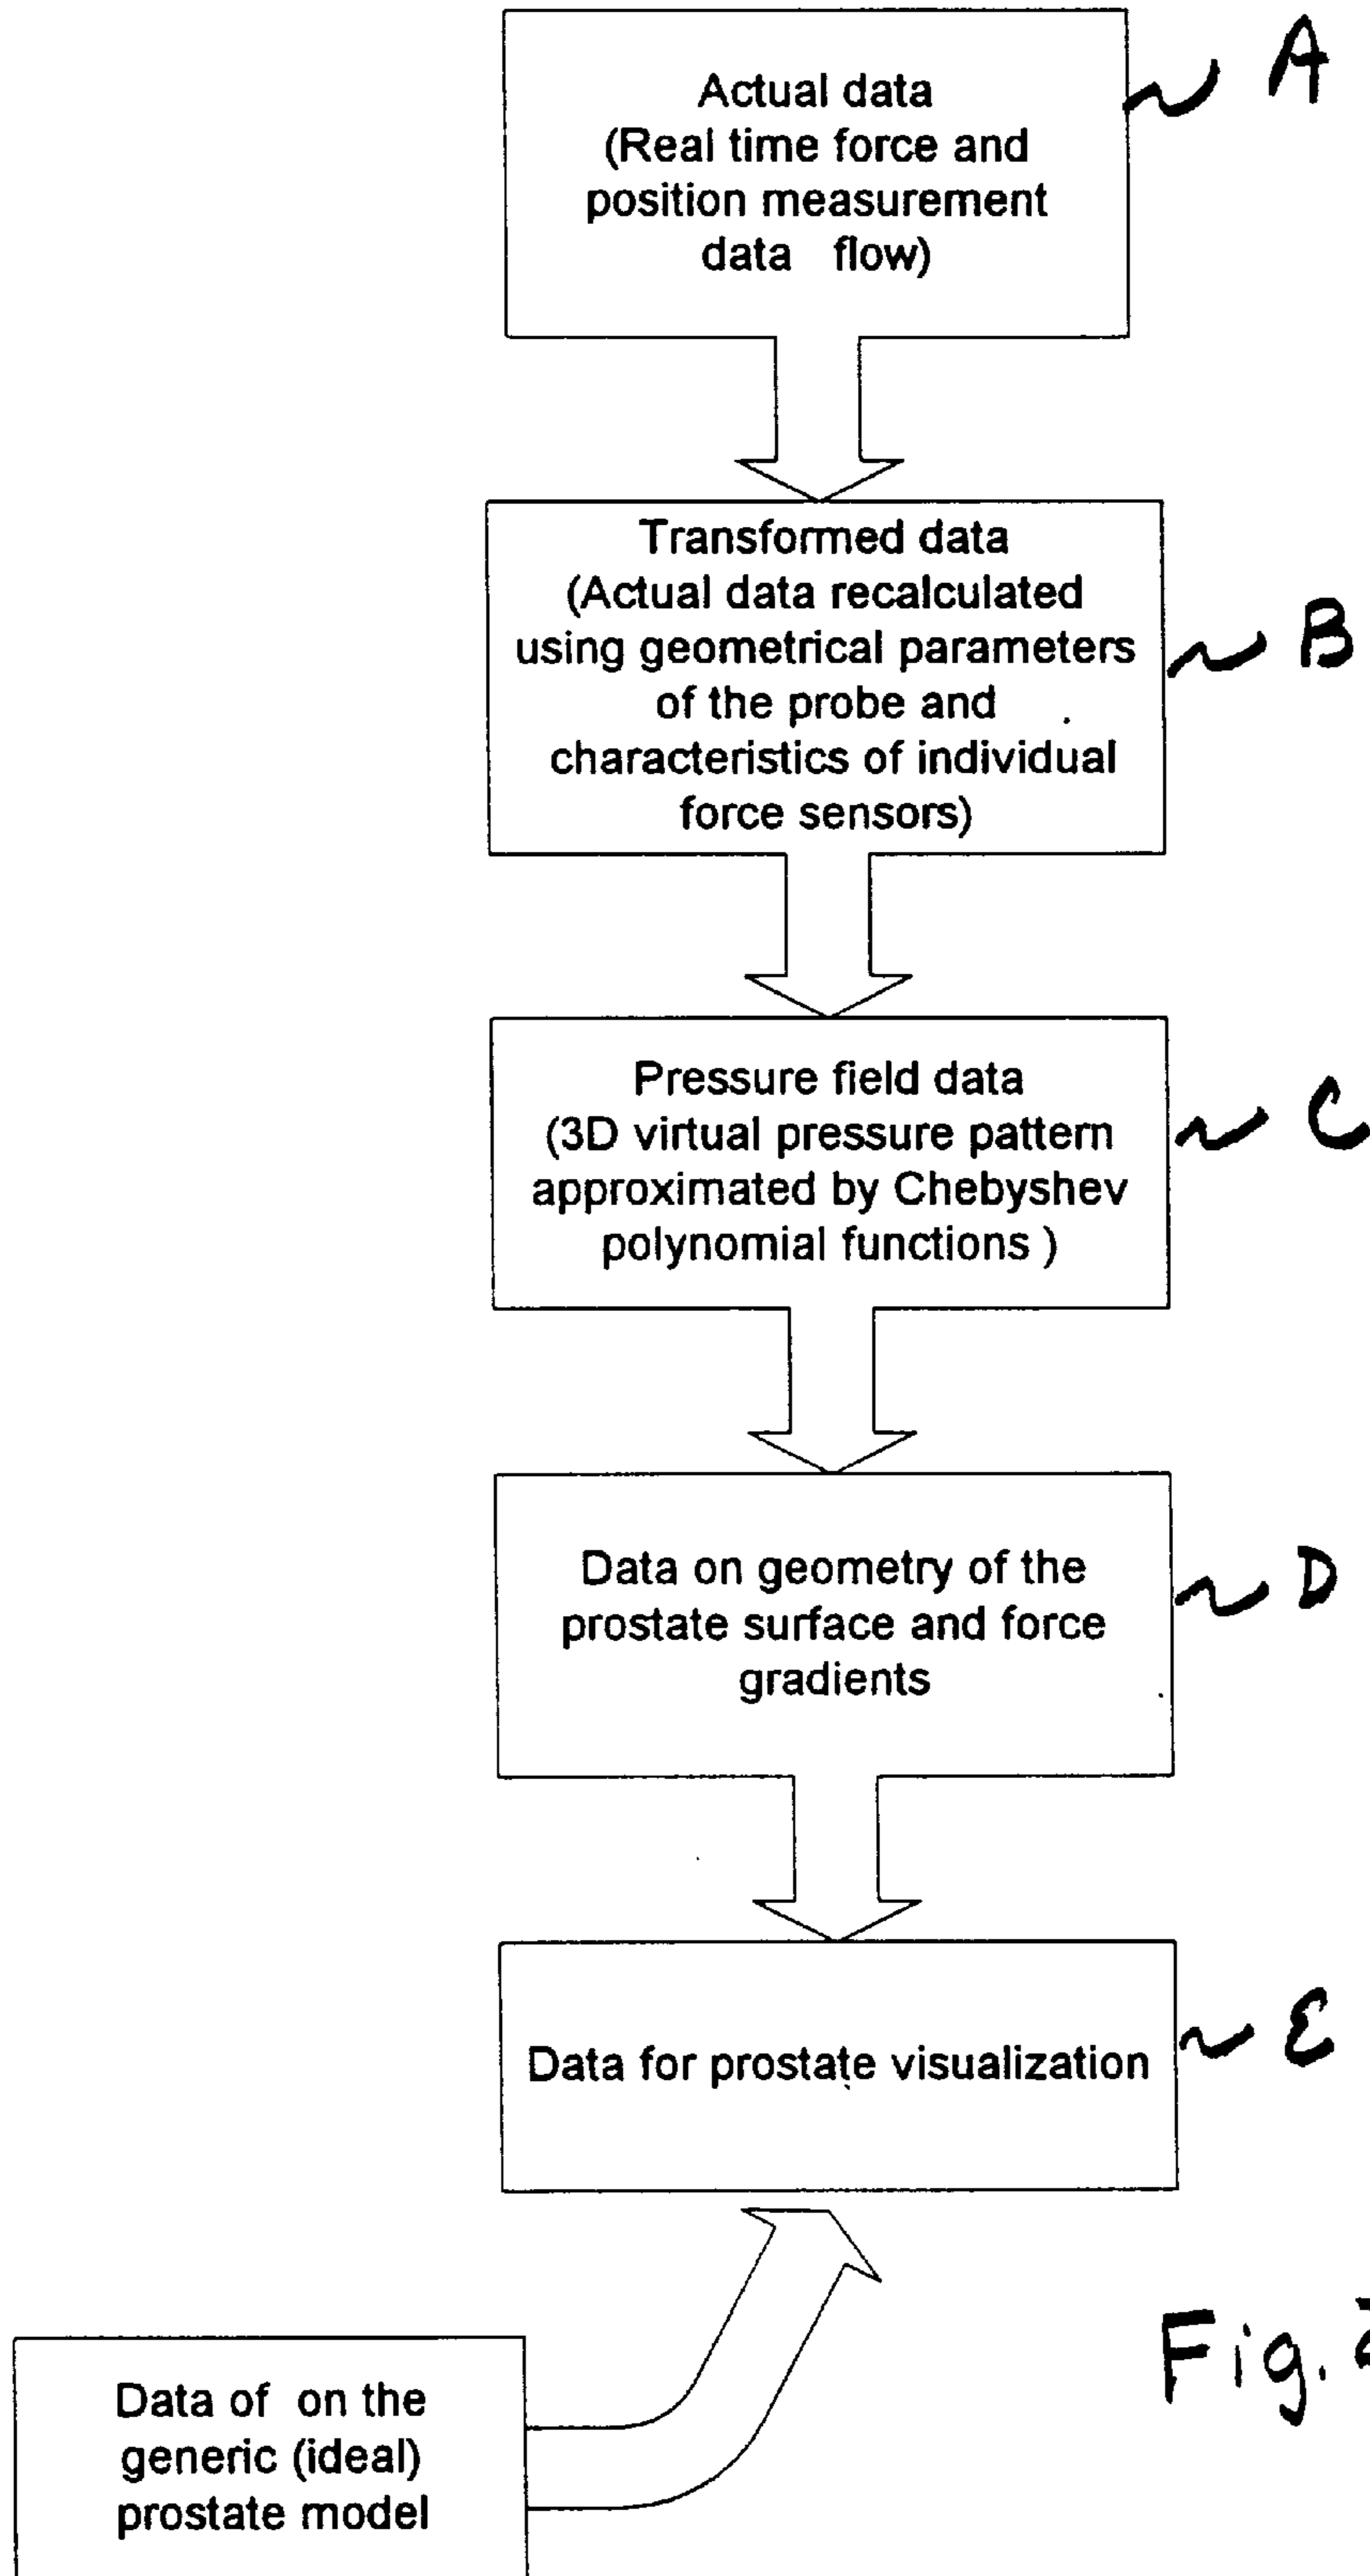 Actual data
(Real time force and
position measurement
data flow)
A
Transformed data
(Actual data recalculated
using geometrical parameters
of the probe and
characteristics of individual
force sensors)
B
Pressure field data
(3D virtual pressure pattern
approximated by Chebyshev
polynomial functions )
C
Data on geometry of the
prostate surface and force
gradients
D
Data for prostate visualization
E
Fig.
Data of on the
generic (ideal)
prostate model